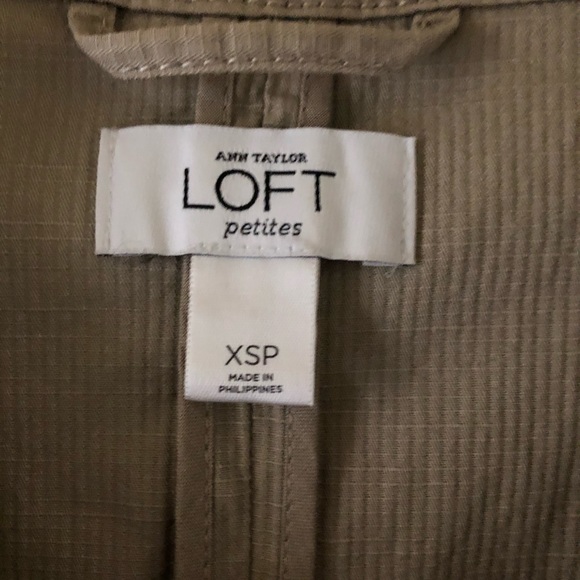 ANN TAYLOR
LOFT
petites
XSP
MADE IN
PHILIPPINES